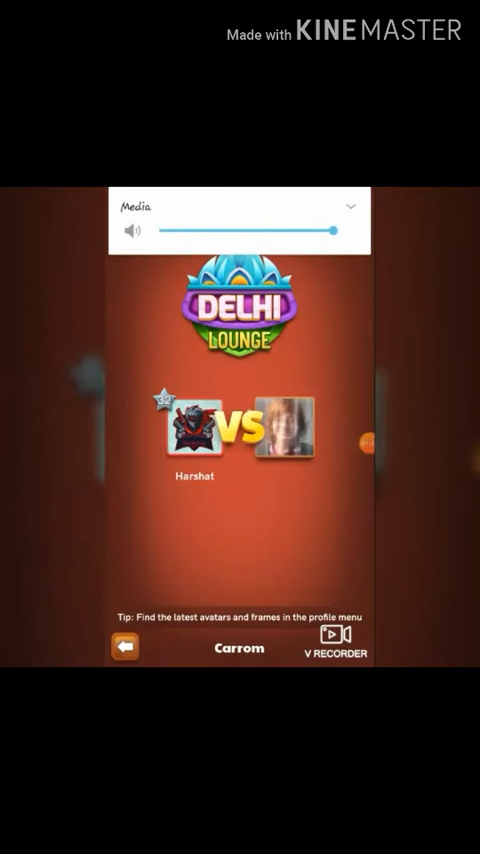 Made with KINEMASTER
Media
DELHI
LOUNGE
32
VS
Harshat
Tip: Find the latest avatars and frames in the profile menu
Carrom
V RECORDER